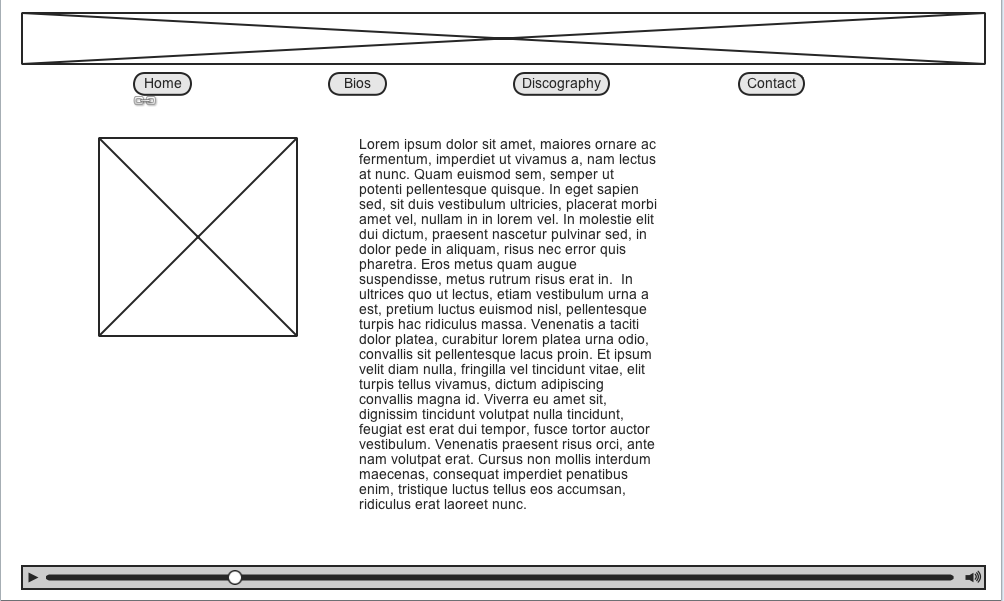 Home
Bios
Discography
Contact
Lorem ipsum dolor sit amet, maiores ornare ac
fermentum, imperdiet ut vivamus a, nam lectus
at nunc. Quam euismod sem, semper ut
potenti pellentesque quisque. In eget sapien
sed, sit duis vestibulum ultricies, placerat morbi
amet vel, nullam in in lorem vel. In molestie elit
dui dictum, praesent nascetur pulvinar sed, in
dolor pede in aliquam, risus nec error quis
pharetra. Eros metus quam augue
suspendisse, metus rutrum risus erat in.  In
ultrices quo ut lectus, etiam vestibulum urna a
est, pretium luctus euismod nisl, pellentesque
turpis hac ridiculus massa. Venenatis a taciti
dolor platea, curabitur lorem platea urna odio,
convallis sit pellentesque lacus proin. Et ipsum
velit diam nulla, fringilla vel tincidunt vitae, elit
turpis tellus vivamus, dictum adipiscing
convallis magna id. Viverra eu amet sit,
dignissim tincidunt volutpat nulla tincidunt,
feugiat est erat dui tempor, fusce tortor auctor
vestibulum. Venenatis praesent risus orci, ante
nam volutpat erat. Cursus non mollis interdum
maecenas, consequat imperdiet penatibus
enim, tristique luctus tellus eos accumsan,
ridiculus erat laoreet nunc.